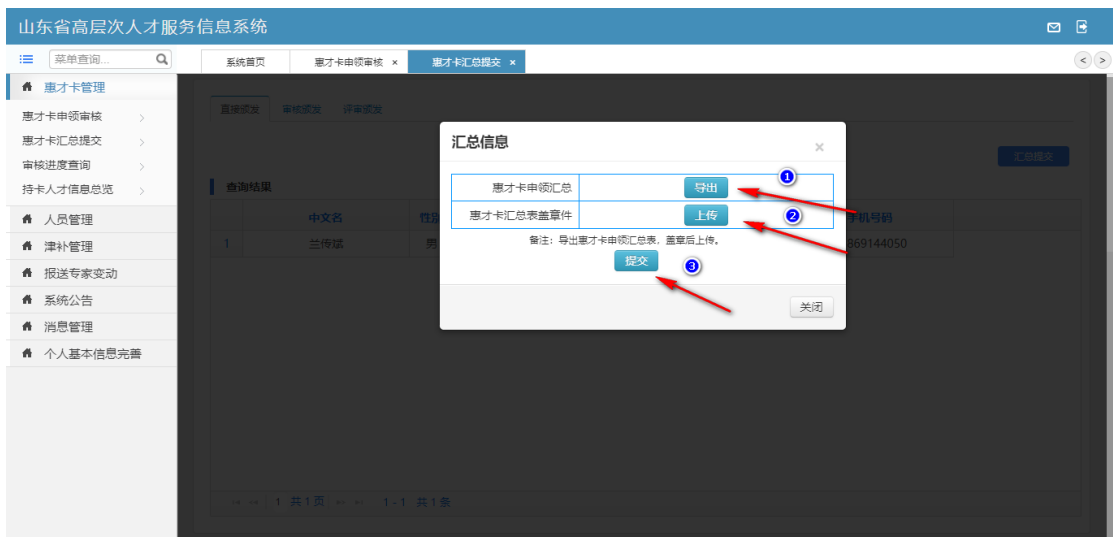 山东省高层次人才服务信息系统
菜单查询...
系统首页 惠才卡申领审核 × 惠才卡汇总提交 ×
惠才卡管理
惠才卡申领审核
惠才卡汇总提交
审核进度查询
持卡人才信息总览
人员管理
津补管理
报送专家变动
系统公告
消息管理
个人基本信息完善
直接颁发 审核颁发 评审颁发
汇总提交
查询结果
中文名 性别 手机号码
1 兰传斌 男 869144050
汇总信息 ×
惠才卡申领汇总 导出 1
惠才卡汇总表盖章件 上传 2
备注：导出惠才卡申领汇总表，盖章后上传。
提交 3
关闭
1 共1页 1-1 共1条